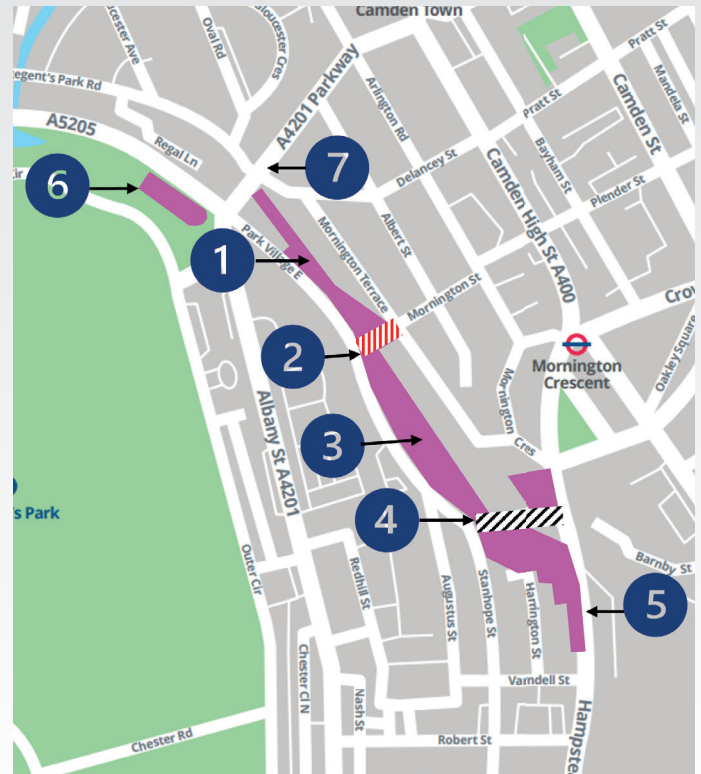 Camden Town
Gloucester Cres
Oval Rd
Pratt St
Mandela St
Regent's Park Rd
A4201 Parkway
Arlington Rd
Camden St
A5205
Pratt St
Regal Ln
Bayham St
7
Delancey St
6
Plender St
Camden High St A400
Albert St
1
Park Village E
Mornington Terrace
Mornington St
2
Oakley Square
Mornington
Crescent
Mornington
Cres
Albany St A4201
3
's Park
4
Outer Cir
Barnby St
Redhill St
Augustus St
Stanhope St
Harrington St
5
Chester Cl N
Nash St
Varndell St
Chester Rd
Robert St
Hampste